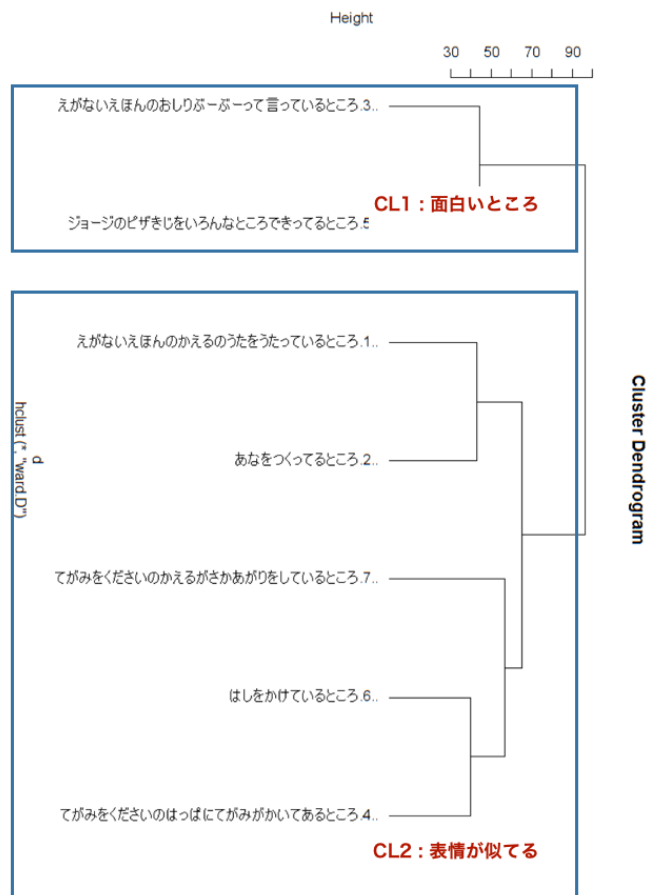 Height
30 50 70 90
えがないえほんのおしりぶーぶーって言っているところ.3..
CL1：面白いところ
ジョージのピザきじをいろんなところできってるところ.5
えがないえほんのかえるのうたをうたっているところ.1..
Cluster Dendrogram
あなをつくってるところ.2..
d
hclust (*, "ward.D")
てがみをくださいのかえるがさかあがりをしているところ.7..
はしをかけているところ.6..
てがみをくださいのはっぱにてがみがかいてあるところ.4..
CL2：表情が似てる